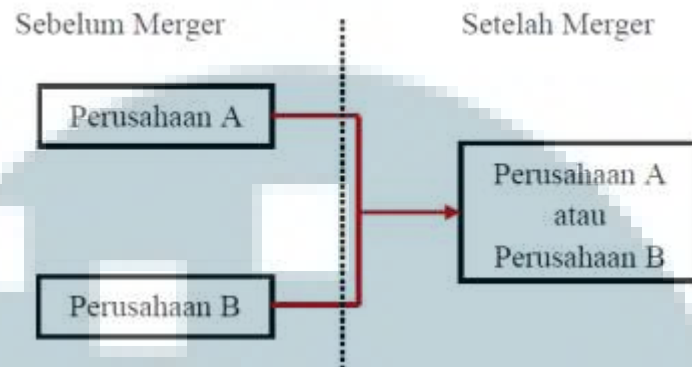 Sebelum Merger
Setelah Merger
Perusahaan A
Perusahaan B
Perusahaan A
atau
Perusahaan B